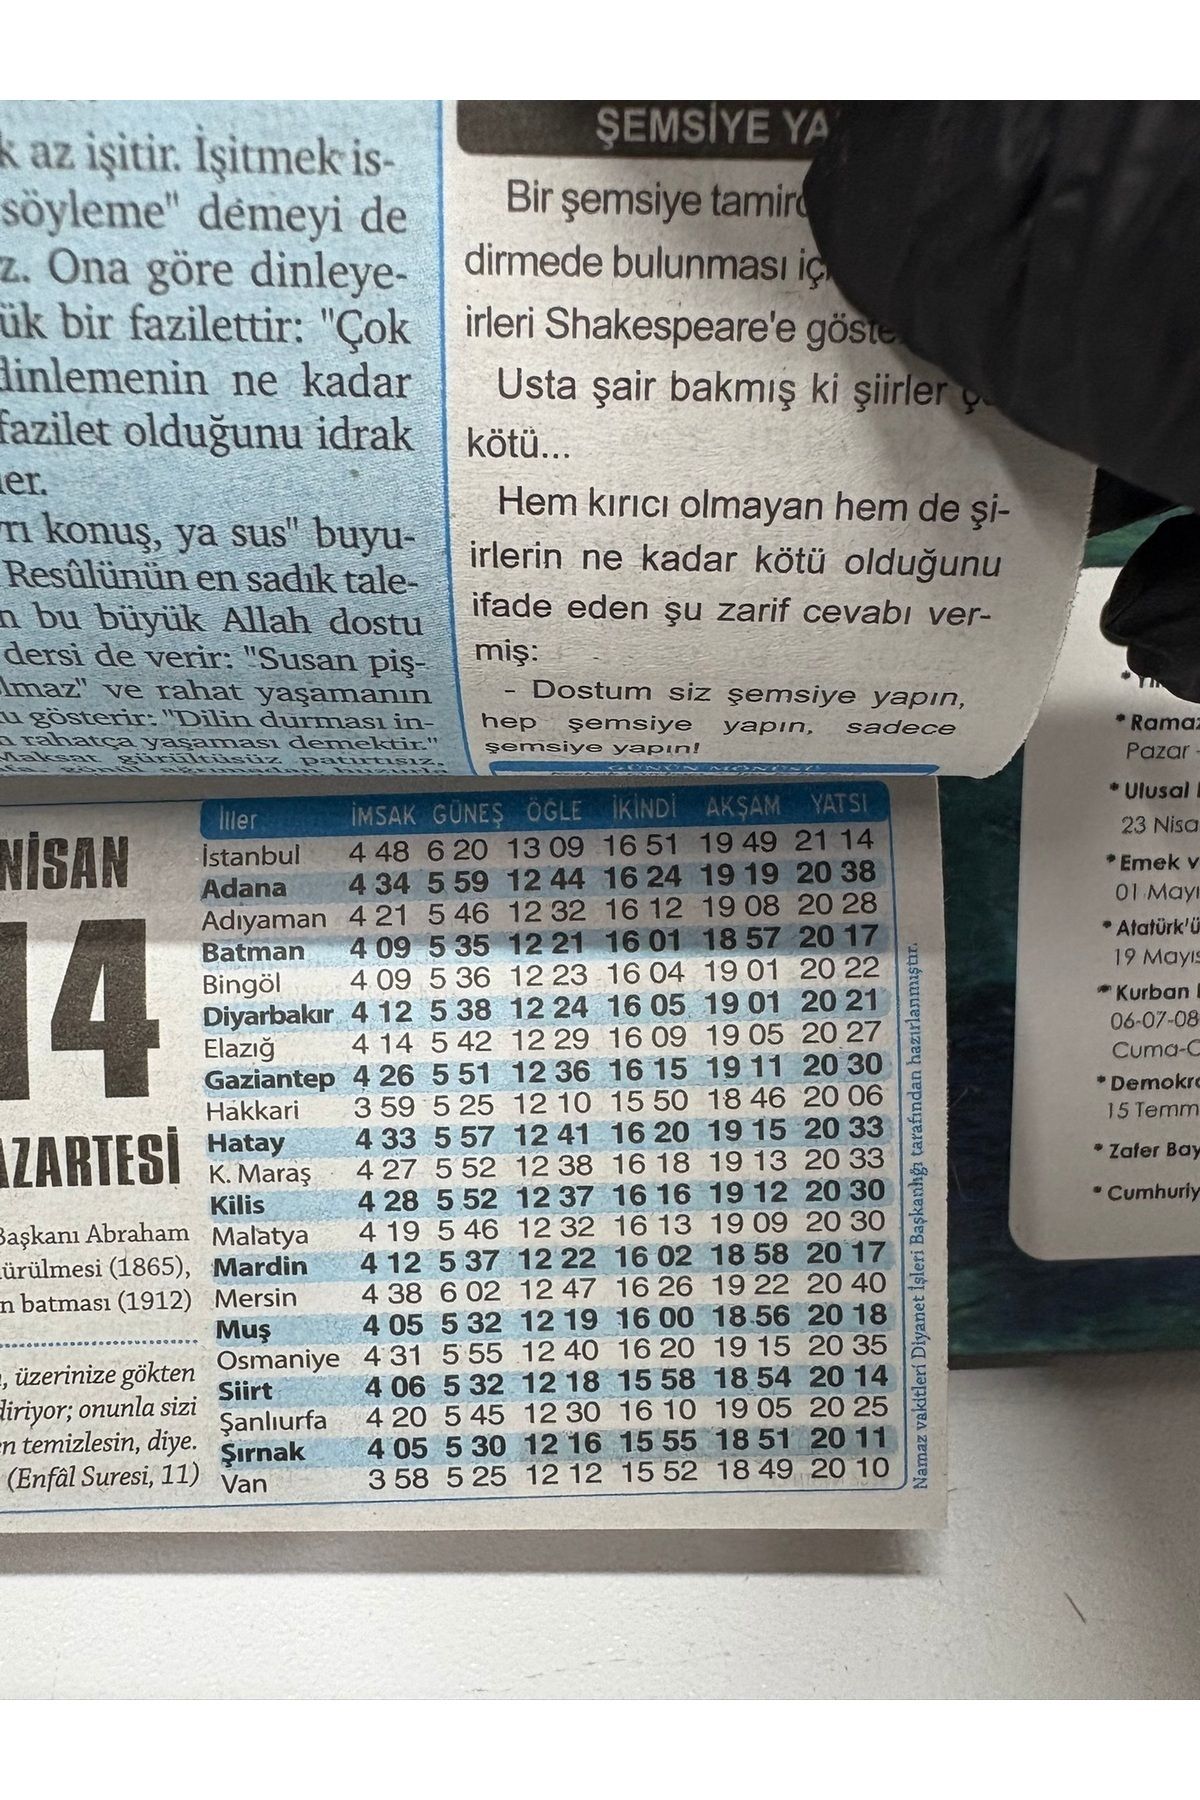 k az işitir. İşitmek is-
söyleme" demeyi de
z. Ona göre dinleye-
ük bir fazilettir: "Çok
dinlemenin ne kadar
fazilet olduğunu idrak
er.
konuş, ya sus" buyu-
Resûlünün en sadık tale-
n bu büyük Allah dostu
dersi de verir: "Susan piş-
lmaz" ve rahat yaşamanın
u gösterir: "Dilin durması in-
rahatça yaşaması demektir."
Maksat gürültüsüz, patırtısız,
ŞEMSİYE YA
Bir şemsiye tamirc
dirmede bulunması içi
irleri Shakespeare'e göste
Usta şair bakmış ki şiirler ç
kötü...
Hem kırıcı olmayan hem de şi-
irlerin ne kadar kötü olduğunu
ifade eden şu zarif cevabı ver-
miş:
- Dostum siz şemsiye yapın,
hep şemsiye yapın, sadece
şemsiye yapın!
GÜNÜN MÖNÜSÜ
NİSAN
14
AZARTESİ
Başkanı Abraham
ürülmesi (1865),
n batması (1912)
, üzerinize gökten
diriyor; onunla sizi
en temizlesin, diye.
(Enfâl Suresi, 11)
İller İMSAK GÜNEŞ ÖĞLE İKİNDİ AKŞAM YATSI
İstanbul 4 48 6 20 13 09 16 51 19 49 21 14
Adana 4 34 5 59 12 44 16 24 19 19 20 38
Adıyaman 4 21 5 46 12 32 16 12 19 08 20 28
Batman 4 09 5 35 12 21 16 01 18 57 20 17
Bingöl 4 09 5 36 12 23 16 04 19 01 20 22
Diyarbakır 4 12 5 38 12 24 16 05 19 01 20 21
Elazığ 4 14 5 42 12 29 16 09 19 05 20 27
Gaziantep 4 26 5 51 12 36 16 15 19 11 20 30
Hakkari 3 59 5 25 12 10 15 50 18 46 20 06
Hatay 4 33 5 57 12 41 16 20 19 15 20 33
K. Maraş 4 27 5 52 12 38 16 18 19 13 20 33
Kilis 4 28 5 52 12 37 16 16 19 12 20 30
Malatya 4 19 5 46 12 32 16 13 19 09 20 30
Mardin 4 12 5 37 12 22 16 02 18 58 20 17
Mersin 4 38 6 02 12 47 16 26 19 22 20 40
Muş 4 05 5 32 12 19 16 00 18 56 20 18
Osmaniye 4 31 5 55 12 40 16 20 19 15 20 35
Siirt 4 06 5 32 12 18 15 58 18 54 20 14
Şanlıurfa 4 20 5 45 12 30 16 10 19 05 20 25
Şırnak 4 05 5 30 12 16 15 55 18 51 20 11
Van 3 58 5 25 12 12 15 52 18 49 20 10
Namaz vakitleri Diyanet İşleri Başkanlığı tarafından hazırlanmıştır.
* Ramaz
Pazar -
* Ulusal
23 Nisa
* Emek v
01 Mayı
* Atatürk'ü
19 Mayıs
* Kurban
06-07-08
Cuma-C
* Demokra
15 Temm
* Zafer Bay
* Cumhuriy